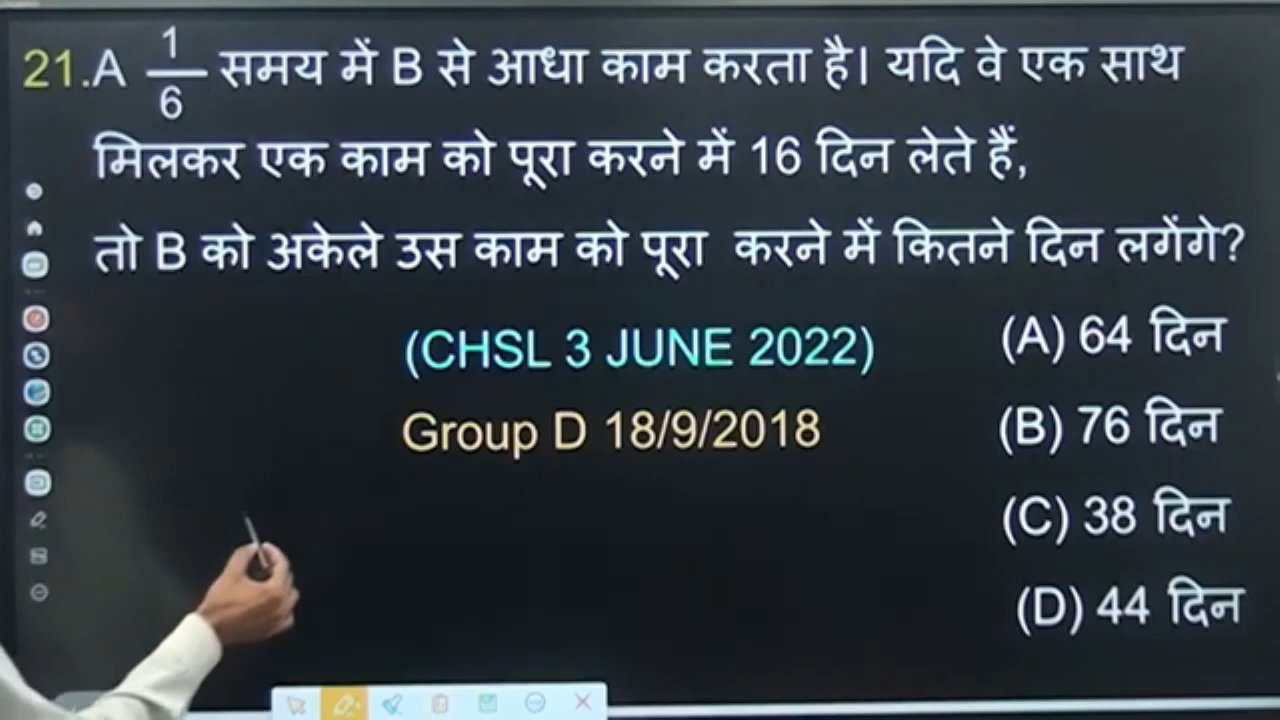 21.A 1/6 समय में B से आधा काम करता है। यदि वे एक साथ
मिलकर एक काम को पूरा करने में 16 दिन लेते हैं,
तो B को अकेले उस काम को पूरा करने में कितने दिन लगेंगे?
(CHSL 3 JUNE 2022)
Group D 18/9/2018
(A) 64 दिन
(B) 76 दिन
(C) 38 दिन
(D) 44 दिन